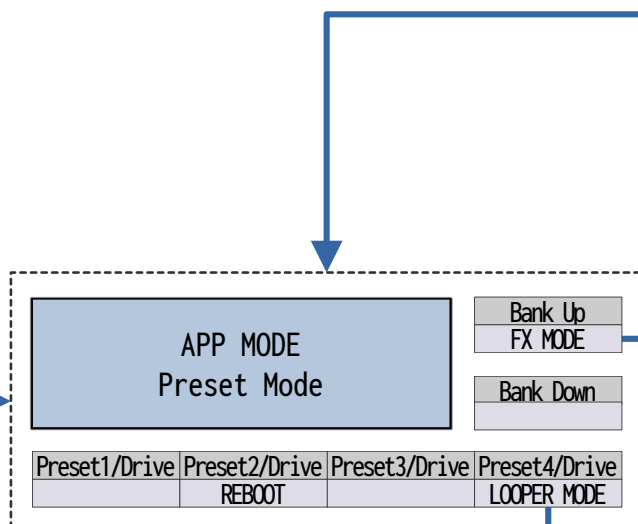 APP MODE
Preset Mode
Bank Up
FX MODE
Bank Down
Preset1/Drive Preset2/Drive Preset3/Drive Preset4/Drive
REBOOT LOOPER MODE